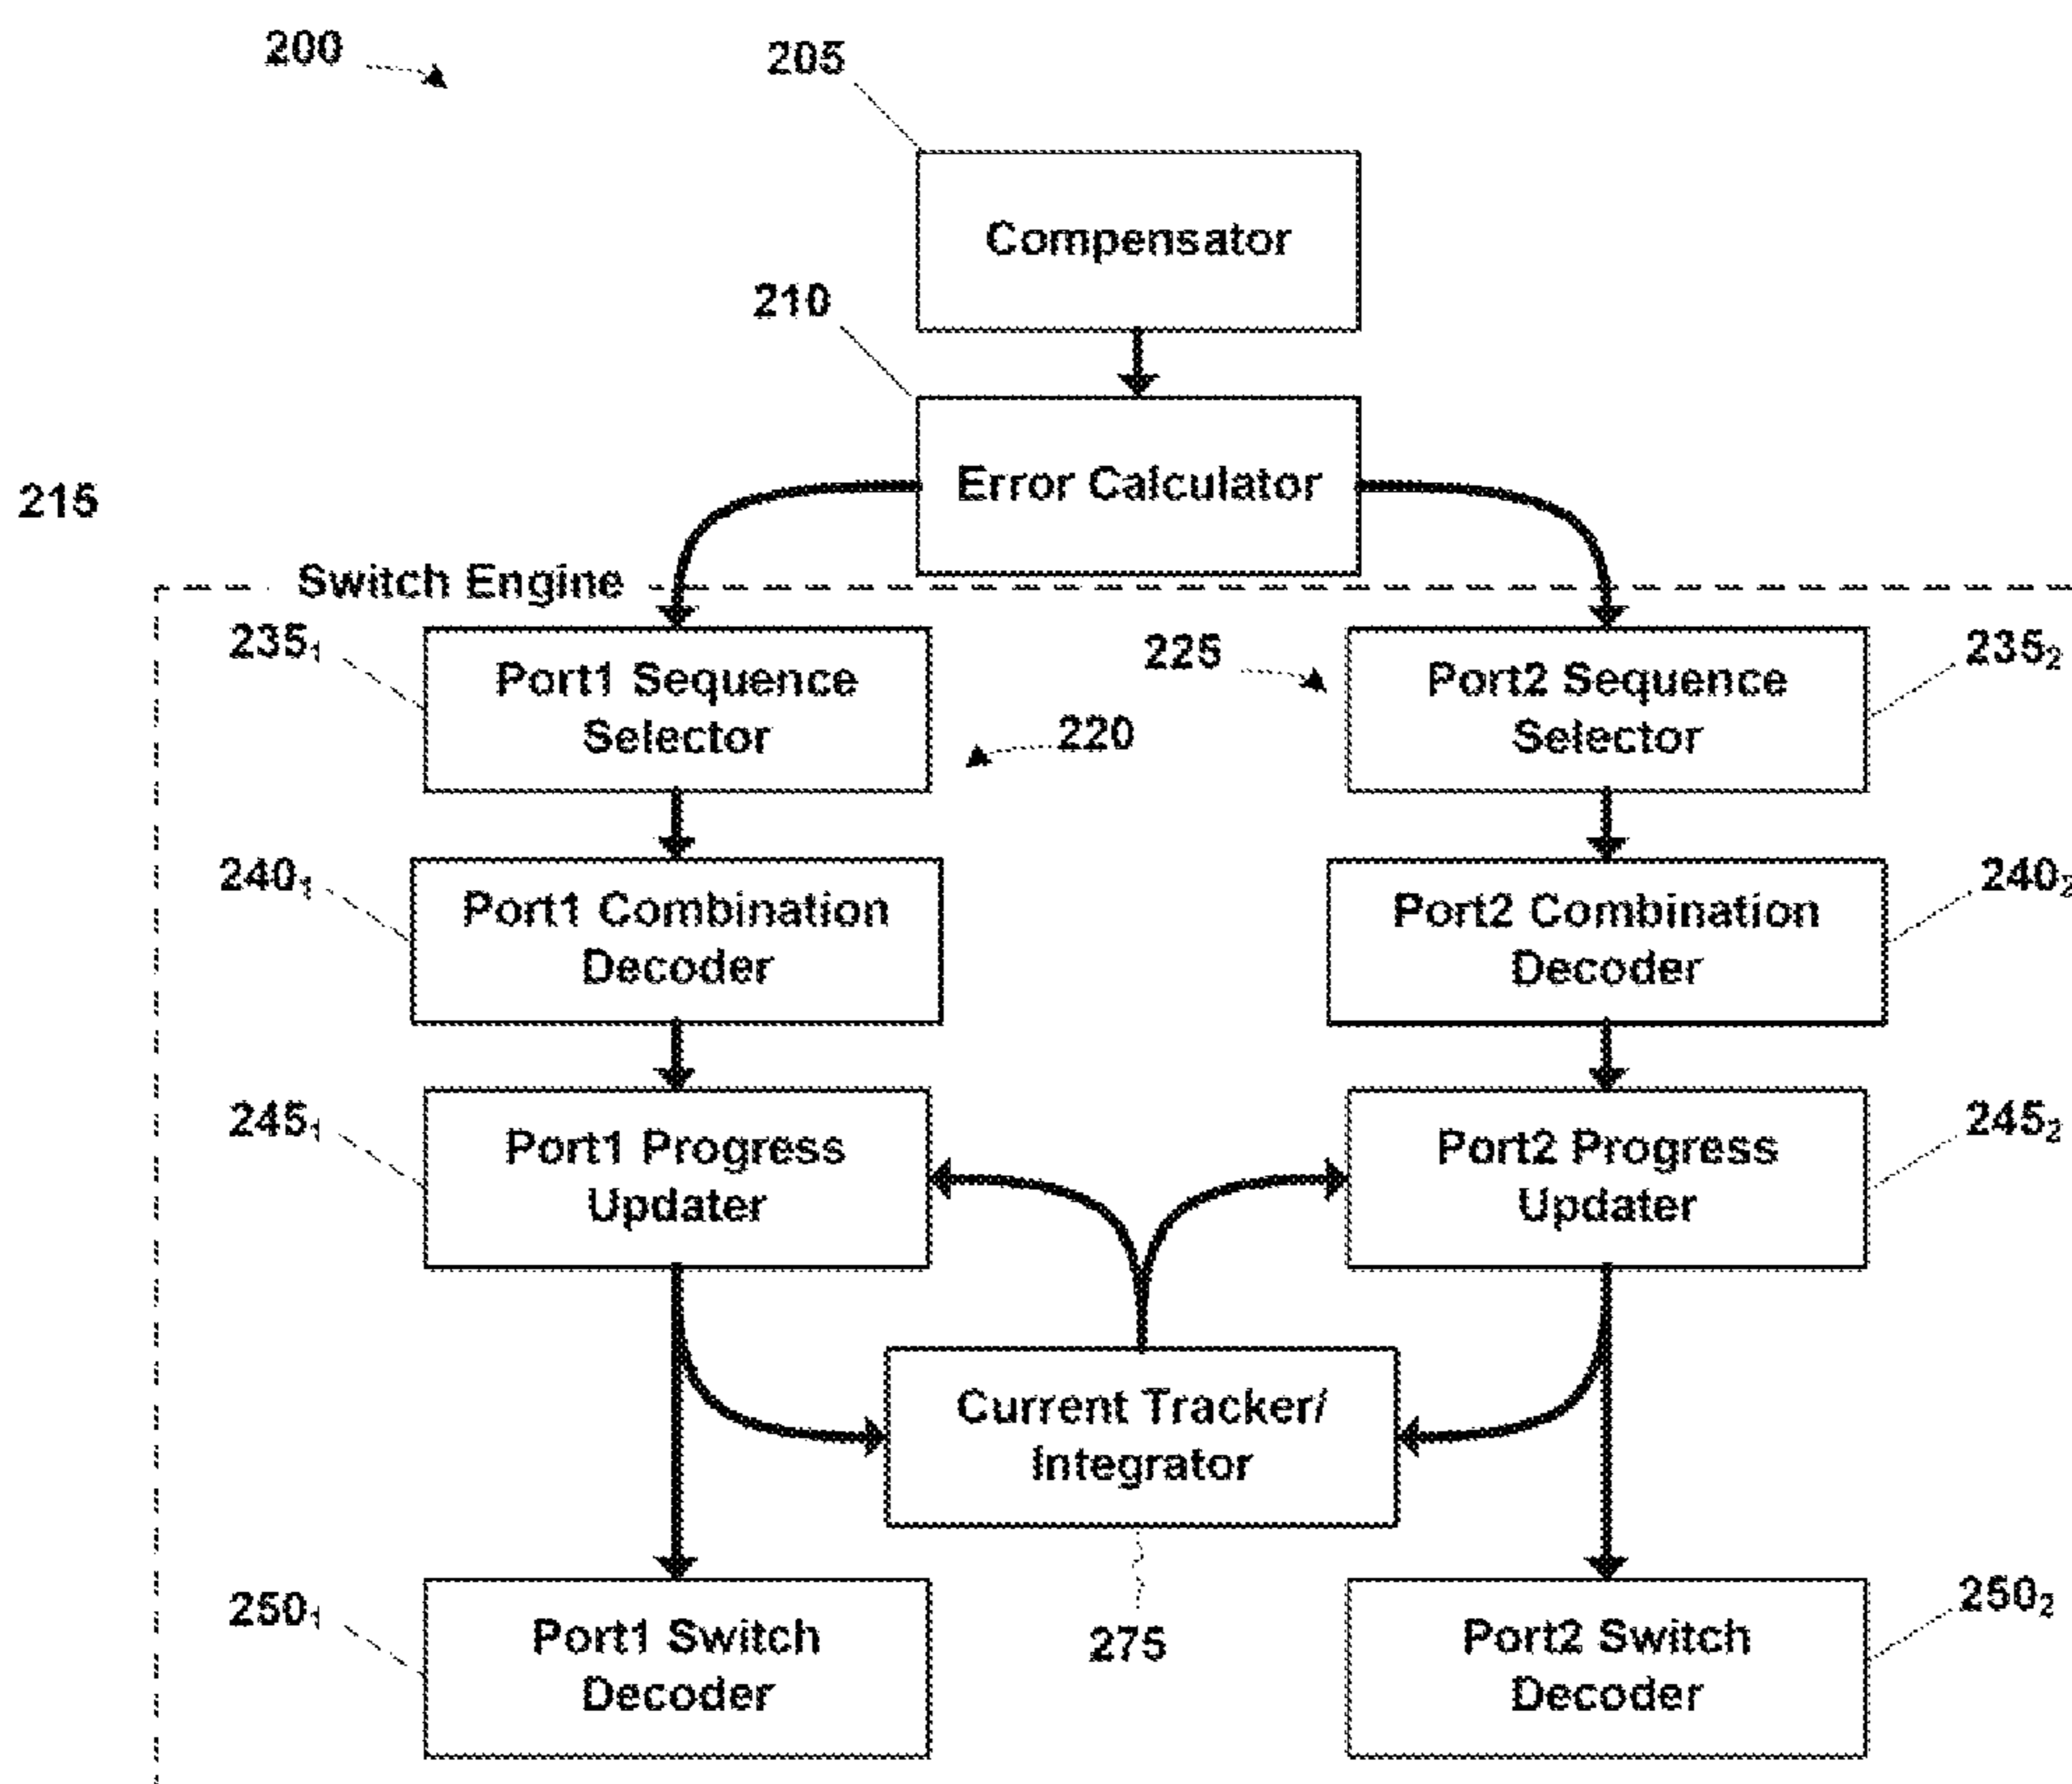 200
205
Compensator
210
Error Calculator
215
Switch Engine
235₁
Port1 Sequence
Selector
220
225
Port2 Sequence
Selector
235₂
240₁
Port1 Combination
Decoder
Port2 Combination
Decoder
240₂
245₁
Port1 Progress
Updater
Port2 Progress
Updater
245₂
Current Tracker/
Integrator
275
250₁
Port1 Switch
Decoder
Port2 Switch
Decoder
250₂